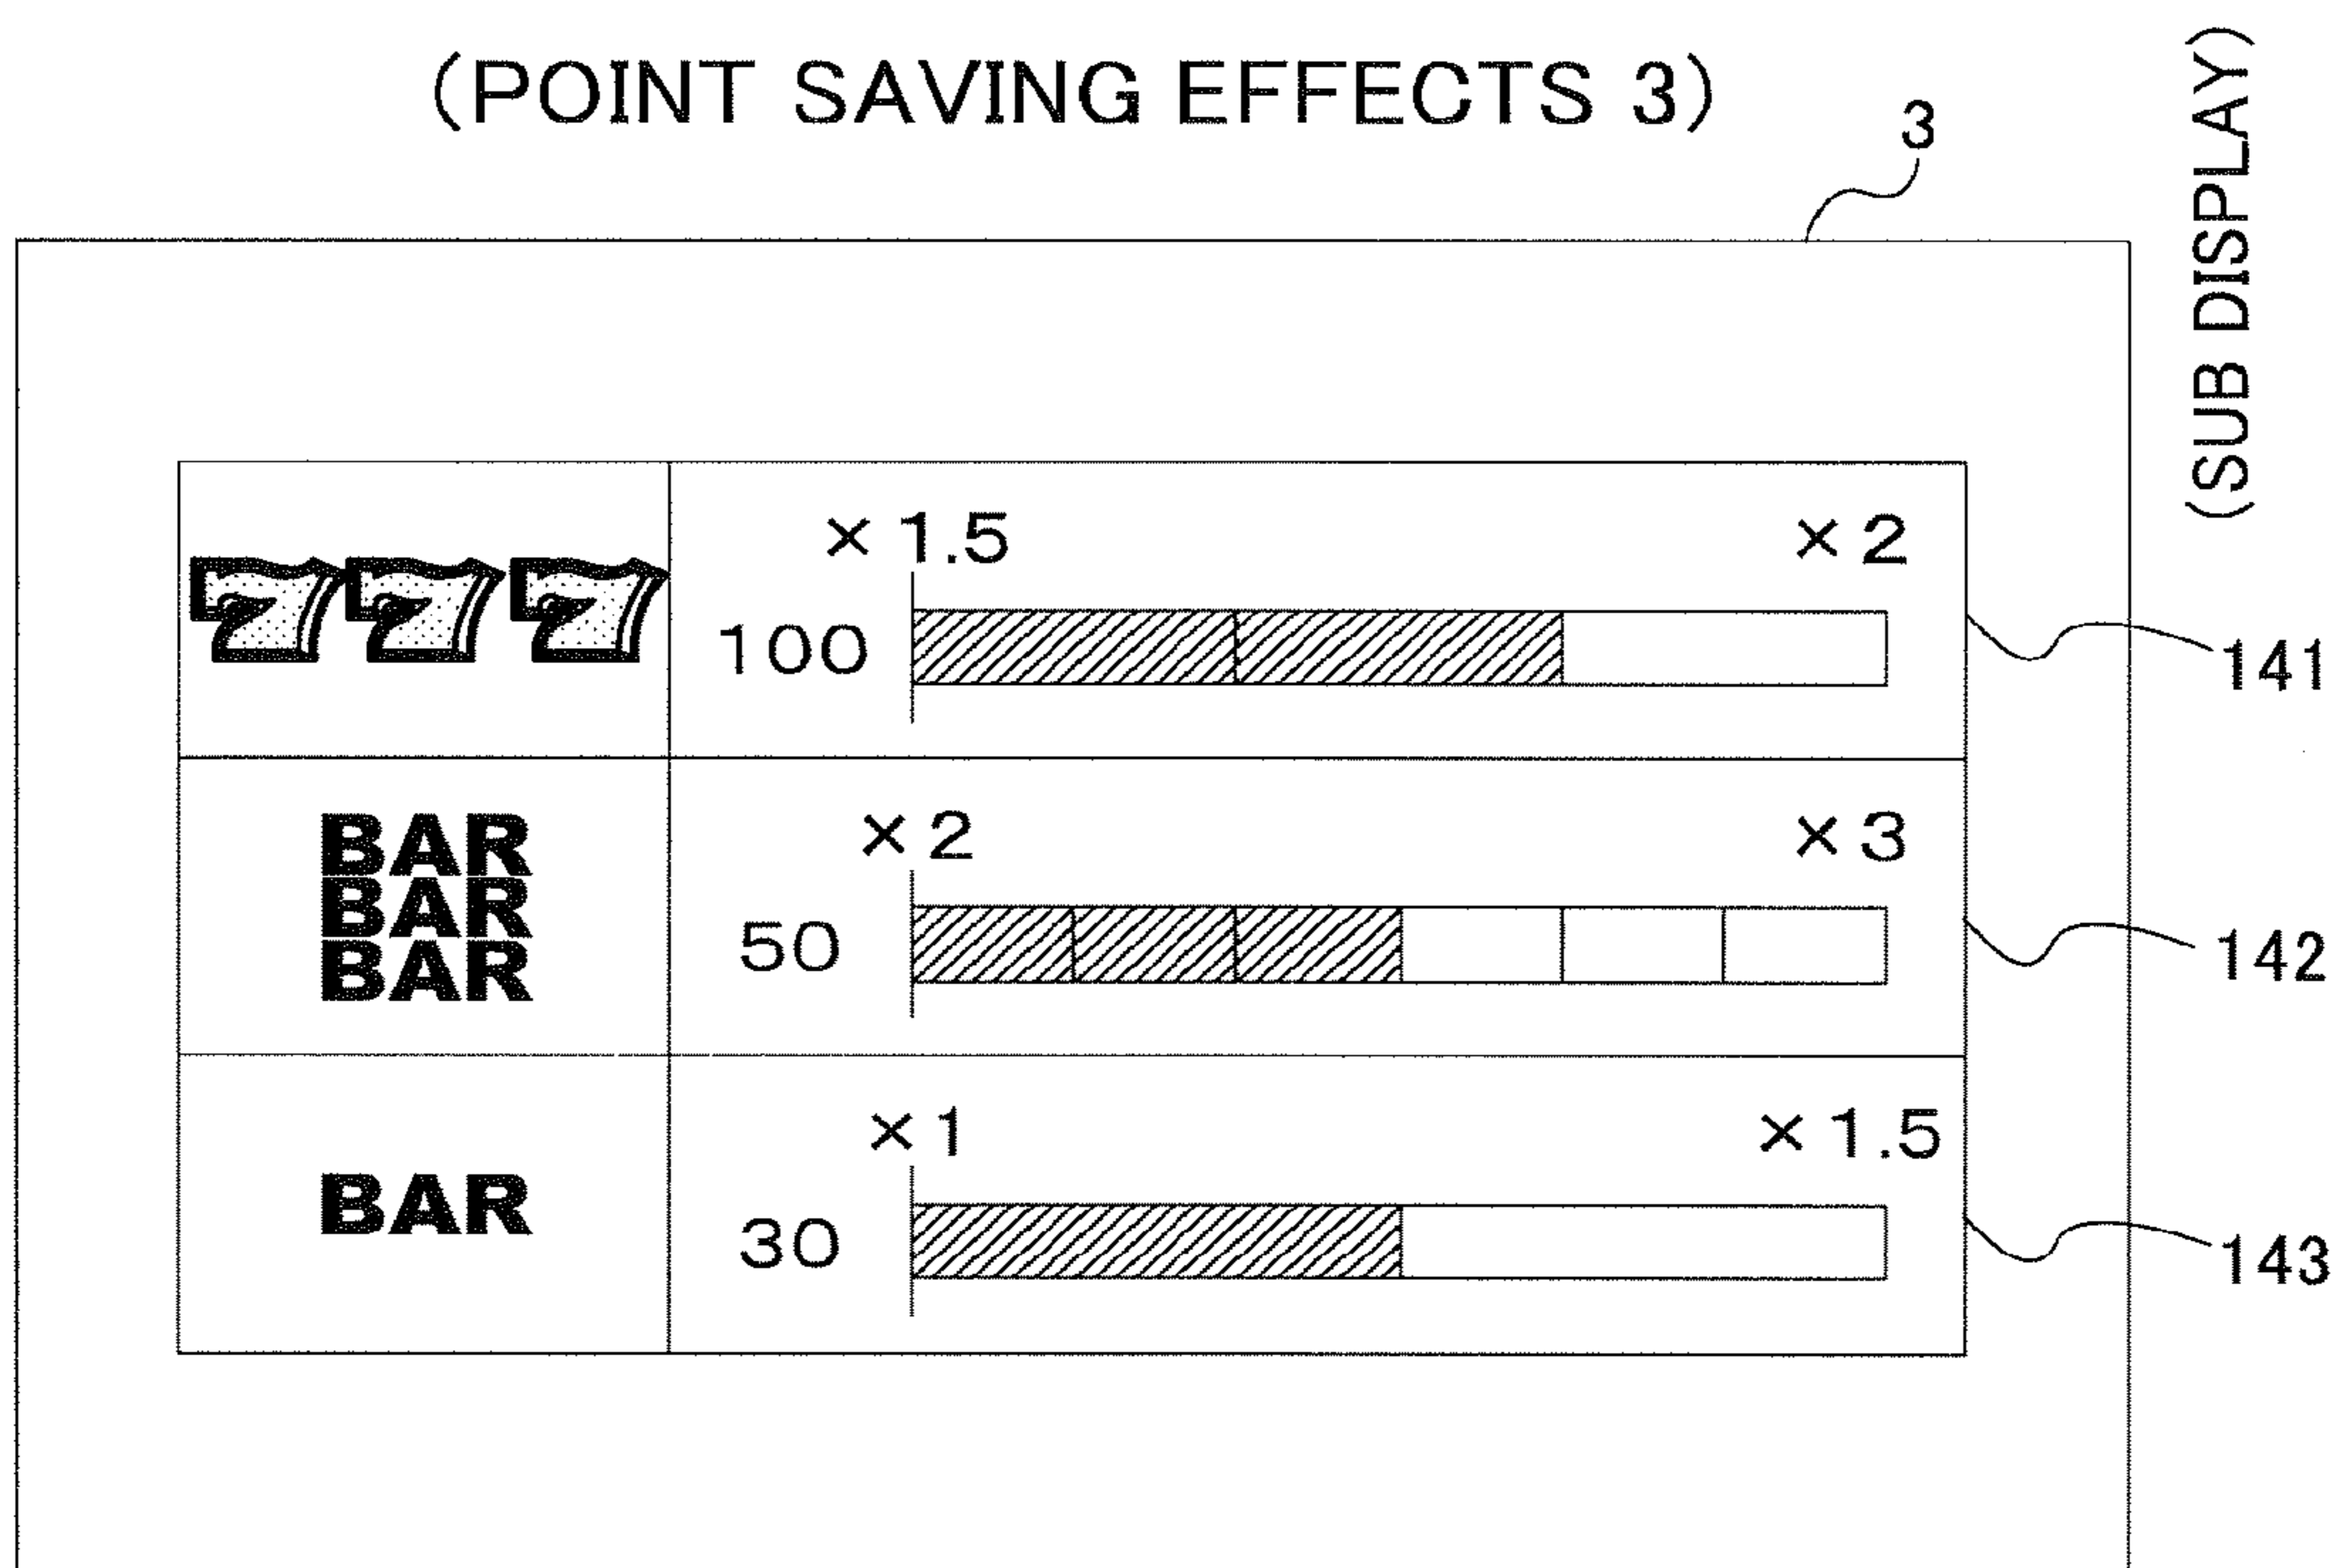 (POINT SAVING EFFECTS 3)
3
(SUB DISPLAY)
777
×1.5
×2
100
141
BAR
BAR
BAR
×2
×3
50
142
BAR
×1
×1.5
30
143